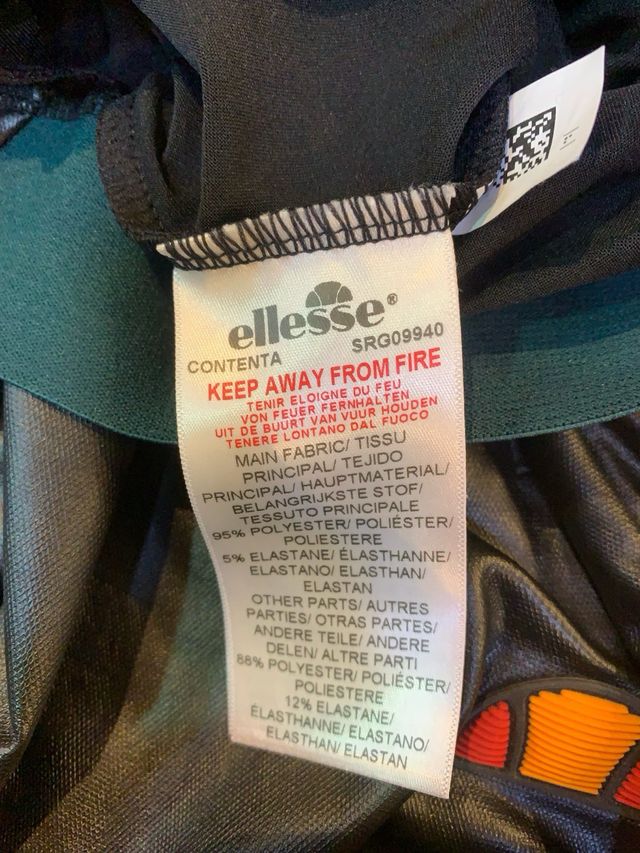 ellesse®
CONTENTA SRG09940
KEEP AWAY FROM FIRE
TENIR ELOIGNE DU FEU
VON FEUER FERNHALTEN
UIT DE BUURT VAN VUUR HOUDEN
TENERE LONTANO DAL FUOCO
MAIN FABRIC/ TISSU
PRINCIPAL/ TEJIDO
PRINCIPAL/ HAUPTMATERIAL/
BELANGRIJKSTE STOF/
TESSUTO PRINCIPALE
95% POLYESTER/ POLIÉSTER/
POLIESTERE
5% ELASTANE/ ÉLASTHANNE/
ELASTANO/ ELASTHAN/
ELASTAN
OTHER PARTS/ AUTRES
PARTIES/ OTRAS PARTES/
ANDERE TEILE/ ANDERE
DELEN/ ALTRE PARTI
88% POLYESTER/ POLIÉSTER/
POLIESTERE
12% ELASTANE/
ÉLASTHANNE/ ELASTANO/
ELASTHAN/ ELASTAN